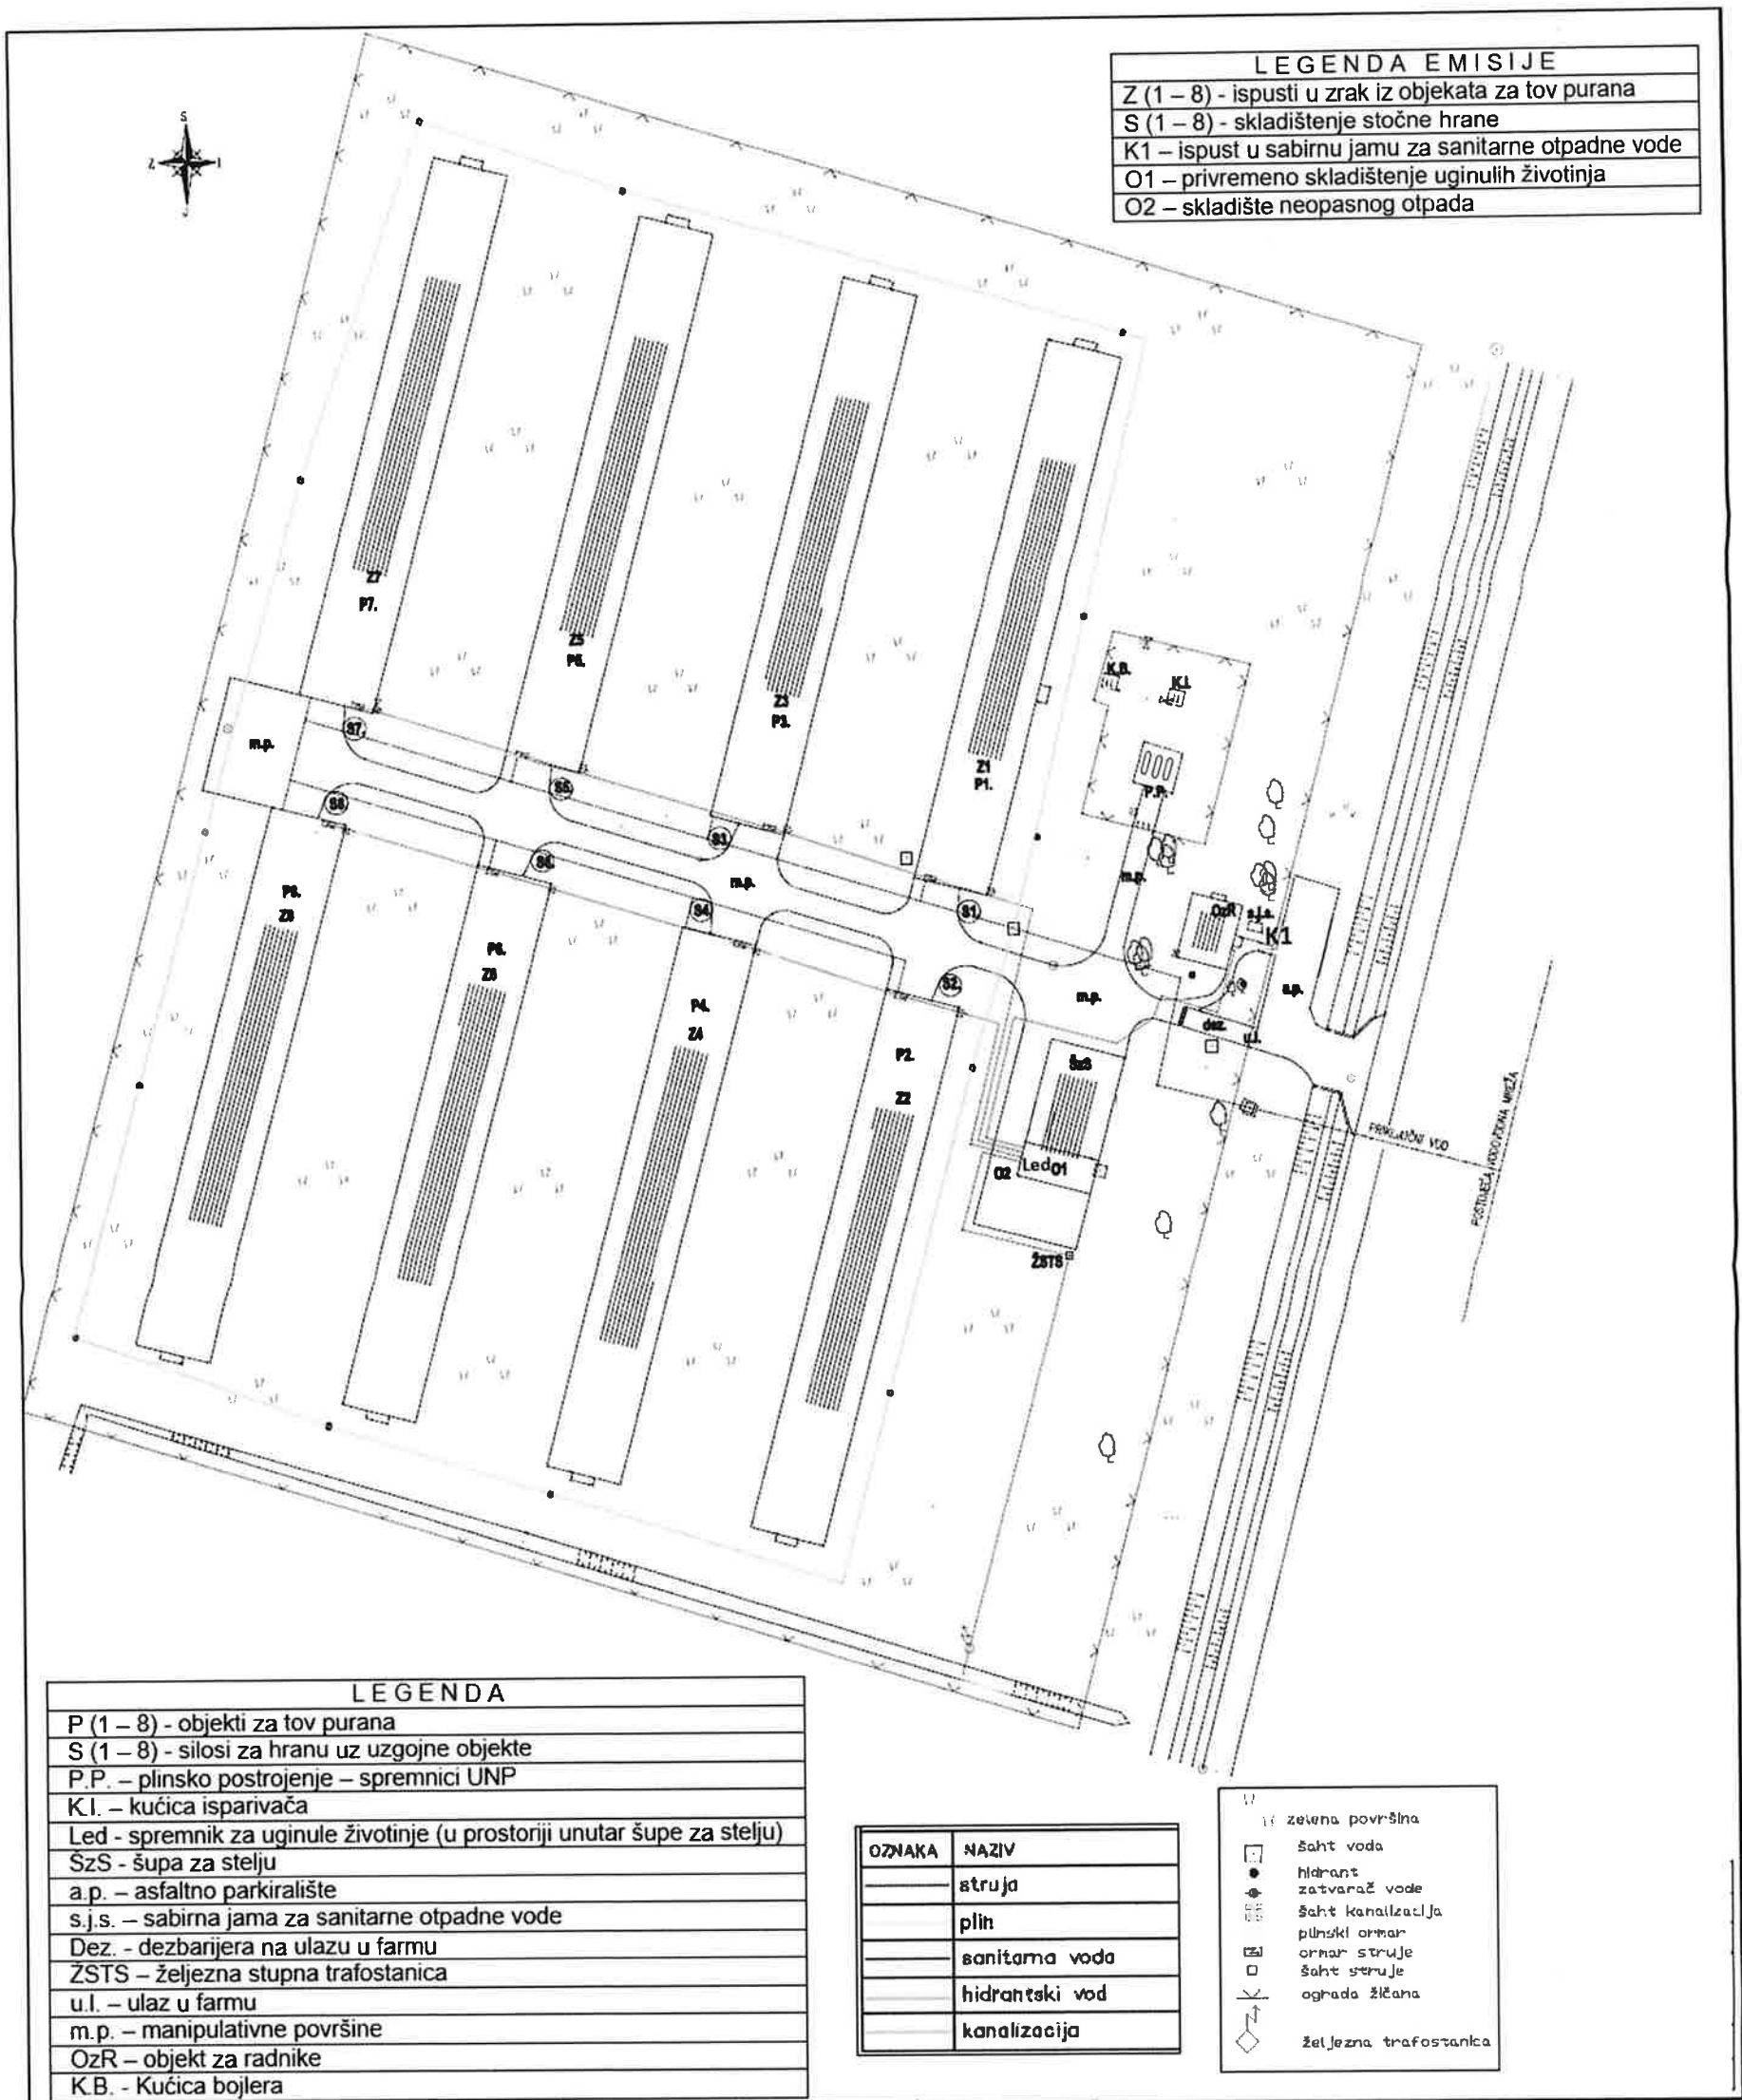 LEGENDA EMISIJE
Z (1 – 8) - ispusti u zrak iz objekata za tov purana
S (1 – 8) - skladištenje stočne hrane
K1 – ispust u sabirnu jamu za sanitarne otpadne vode
O1 – privremeno skladištenje uginulih životinja
O2 – skladište neopasnog otpada
S
Z I
J
Z7
P7.
Z5
P5.
Z3
P3.
Z1
P1.
K.B.
K.I.
P.P.
m.p.
S7.
S5.
S3.
S1.
S8.
S6.
S4.
S2.
m.p.
m.p.
m.p.
OzR
s.j.s.
K1
a.p.
dez.
u.l.
P8.
Z8
P6.
Z6
P4.
Z4
P2.
Z2
ŠzS
O2
Led O1
ŽSTS
PRIKLJUČNI VOD
POSTOJEĆA VODOVODNA MREŽA
LEGENDA
P (1 – 8) - objekti za tov purana
S (1 – 8) - silosi za hranu uz uzgojne objekte
P.P. – plinsko postrojenje – spremnici UNP
K.I. – kućica isparivača
Led - spremnik za uginule životinje (u prostoriji unutar šupe za stelju)
ŠzS - šupa za stelju
a.p. – asfaltno parkiralište
s.j.s. – sabirna jama za sanitarne otpadne vode
Dez. - dezbarijera na ulazu u farmu
ŽSTS – željezna stupna trafostanica
u.l. – ulaz u farmu
m.p. – manipulativne površine
OzR – objekt za radnike
K.B. - Kućica bojlera
OZNAKA NAZIV
struja
plin
sanitarna voda
hidrantski vod
kanalizacija
zelena površina
šaht voda
hidrant
zatvarač vode
šaht kanalizacija
plinski ormar
ormar struje
šaht struje
ograda žičana
željezna trafostanica